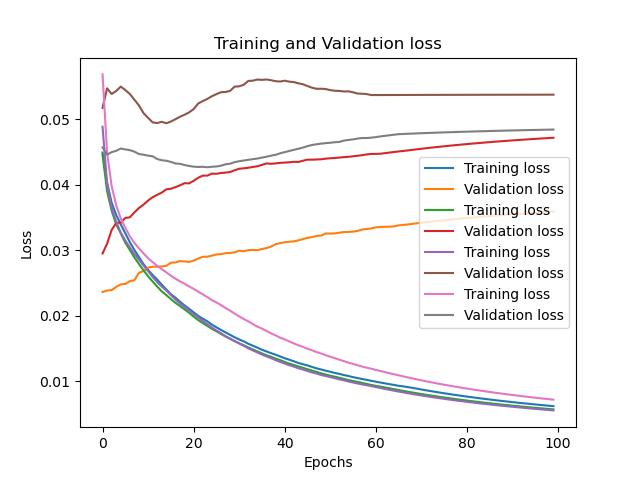 Training and Validation loss
Loss
0.05
0.04
0.03
0.02
0.01
Training loss
Validation loss
Training loss
Validation loss
Training loss
Validation loss
Training loss
Validation loss
0
20
40
60
80
100
Epochs